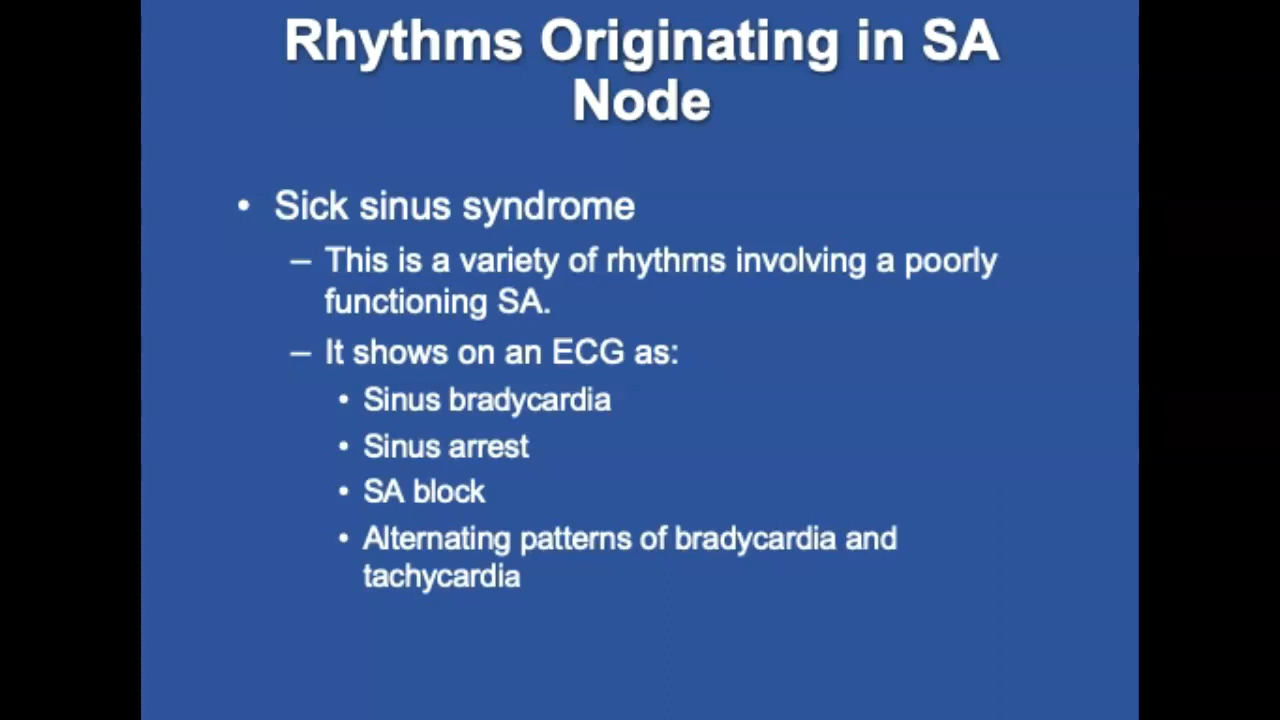 Rhythms Originating in SA
Node
• Sick sinus syndrome
– This is a variety of rhythms involving a poorly
functioning SA.
– It shows on an ECG as:
• Sinus bradycardia
• Sinus arrest
• SA block
• Alternating patterns of bradycardia and
tachycardia